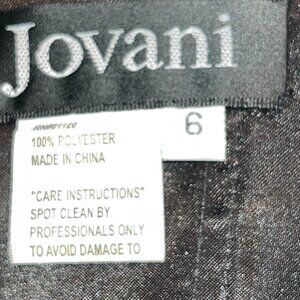 Jovani
6
100% POLYESTER
MADE IN CHINA
"CARE INSTRUCTIONS"
SPOT CLEAN BY
PROFESSIONALS ONLY
TO AVOID DAMAGE TO